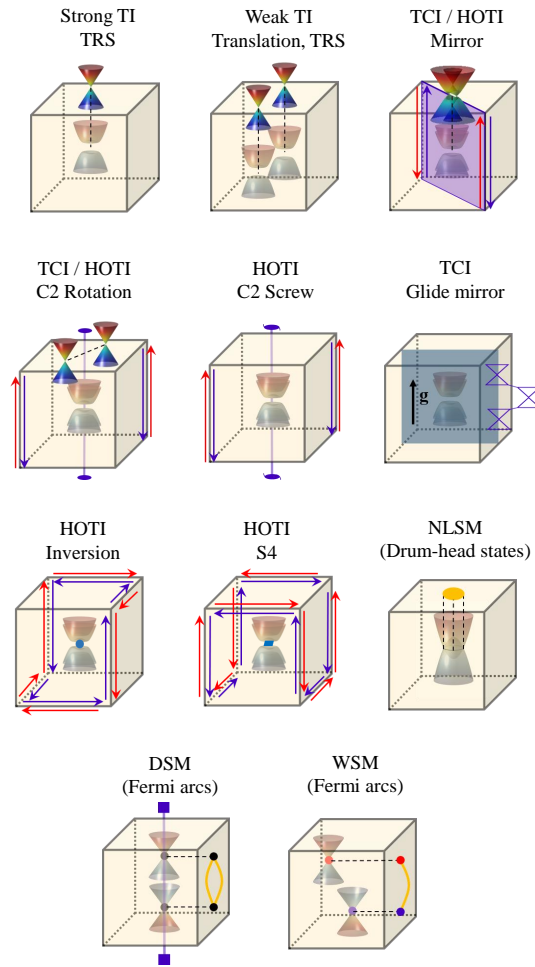 Strong TI
TRS
Weak TI
Translation, TRS
TCI / HOTI
Mirror
TCI / HOTI
C2 Rotation
HOTI
C2 Screw
TCI
Glide mirror
g
HOTI
Inversion
HOTI
S4
NLSM
(Drum-head states)
DSM
(Fermi arcs)
WSM
(Fermi arcs)